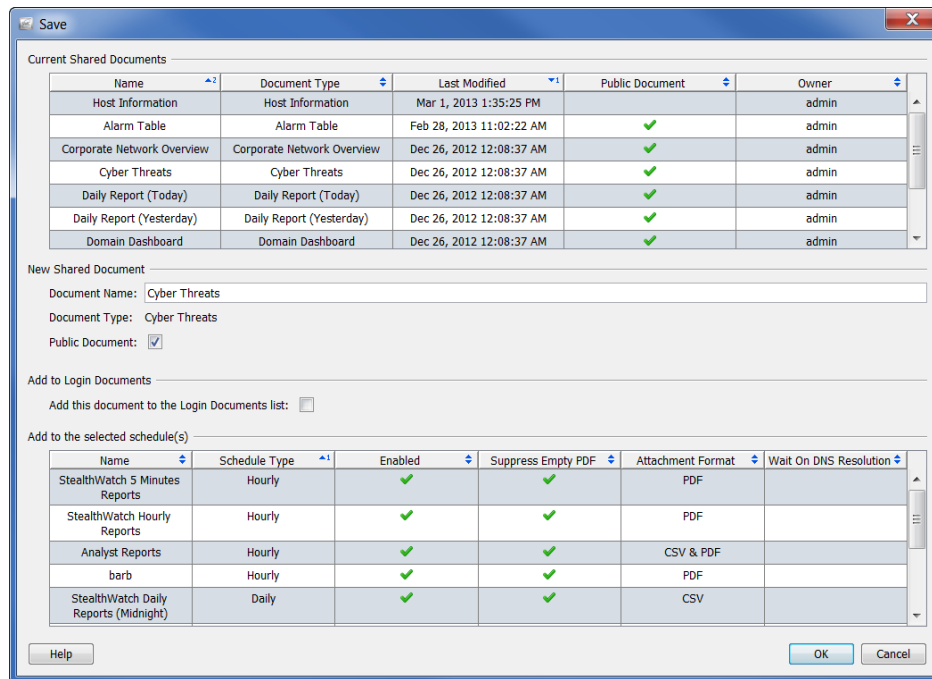 Save
Current Shared Documents
Name 2 Document Type Last Modified 1 Public Document Owner
Host Information Host Information Mar 1, 2013 1:35:25 PM admin
Alarm Table Alarm Table Feb 28, 2013 11:02:22 AM admin
Corporate Network Overview Corporate Network Overview Dec 26, 2012 12:08:37 AM admin
Cyber Threats Cyber Threats Dec 26, 2012 12:08:37 AM admin
Daily Report (Today) Daily Report (Today) Dec 26, 2012 12:08:37 AM admin
Daily Report (Yesterday) Daily Report (Yesterday) Dec 26, 2012 12:08:37 AM admin
Domain Dashboard Domain Dashboard Dec 26, 2012 12:08:37 AM admin
New Shared Document
Document Name: Cyber Threats
Document Type: Cyber Threats
Public Document:
Add to Login Documents
Add this document to the Login Documents list:
Add to the selected schedule(s)
Name Schedule Type 1 Enabled Suppress Empty PDF Attachment Format Wait On DNS Resolution
StealthWatch 5 Minutes
Reports Hourly PDF
StealthWatch Hourly
Reports Hourly PDF
Analyst Reports Hourly CSV & PDF
barb Hourly PDF
StealthWatch Daily
Reports (Midnight) Daily CSV
Help OK Cancel